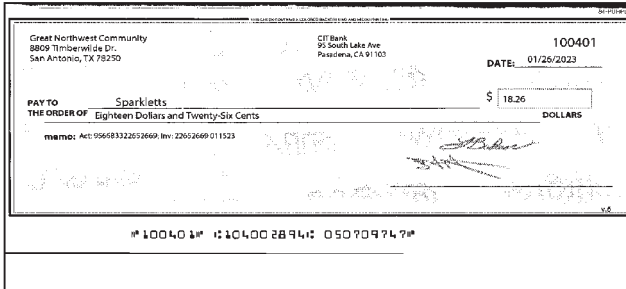 Great Northwest Community
8809 Timberwilde Dr.
San Antonio, TX 78250
CIT Bank
95 South Lake Ave
Pasadena, CA 91103
100401
DATE: 01/26/2023
PAY TO
THE ORDER OF
Sparkletts
$ 18.26
Eighteen Dollars and Twenty-Six Cents
DOLLARS
memo: Act: 956683322652669; Inv: 22652669 011523
v.6
⑈100401⑈ ⑆104002894⑆ 050709747⑈